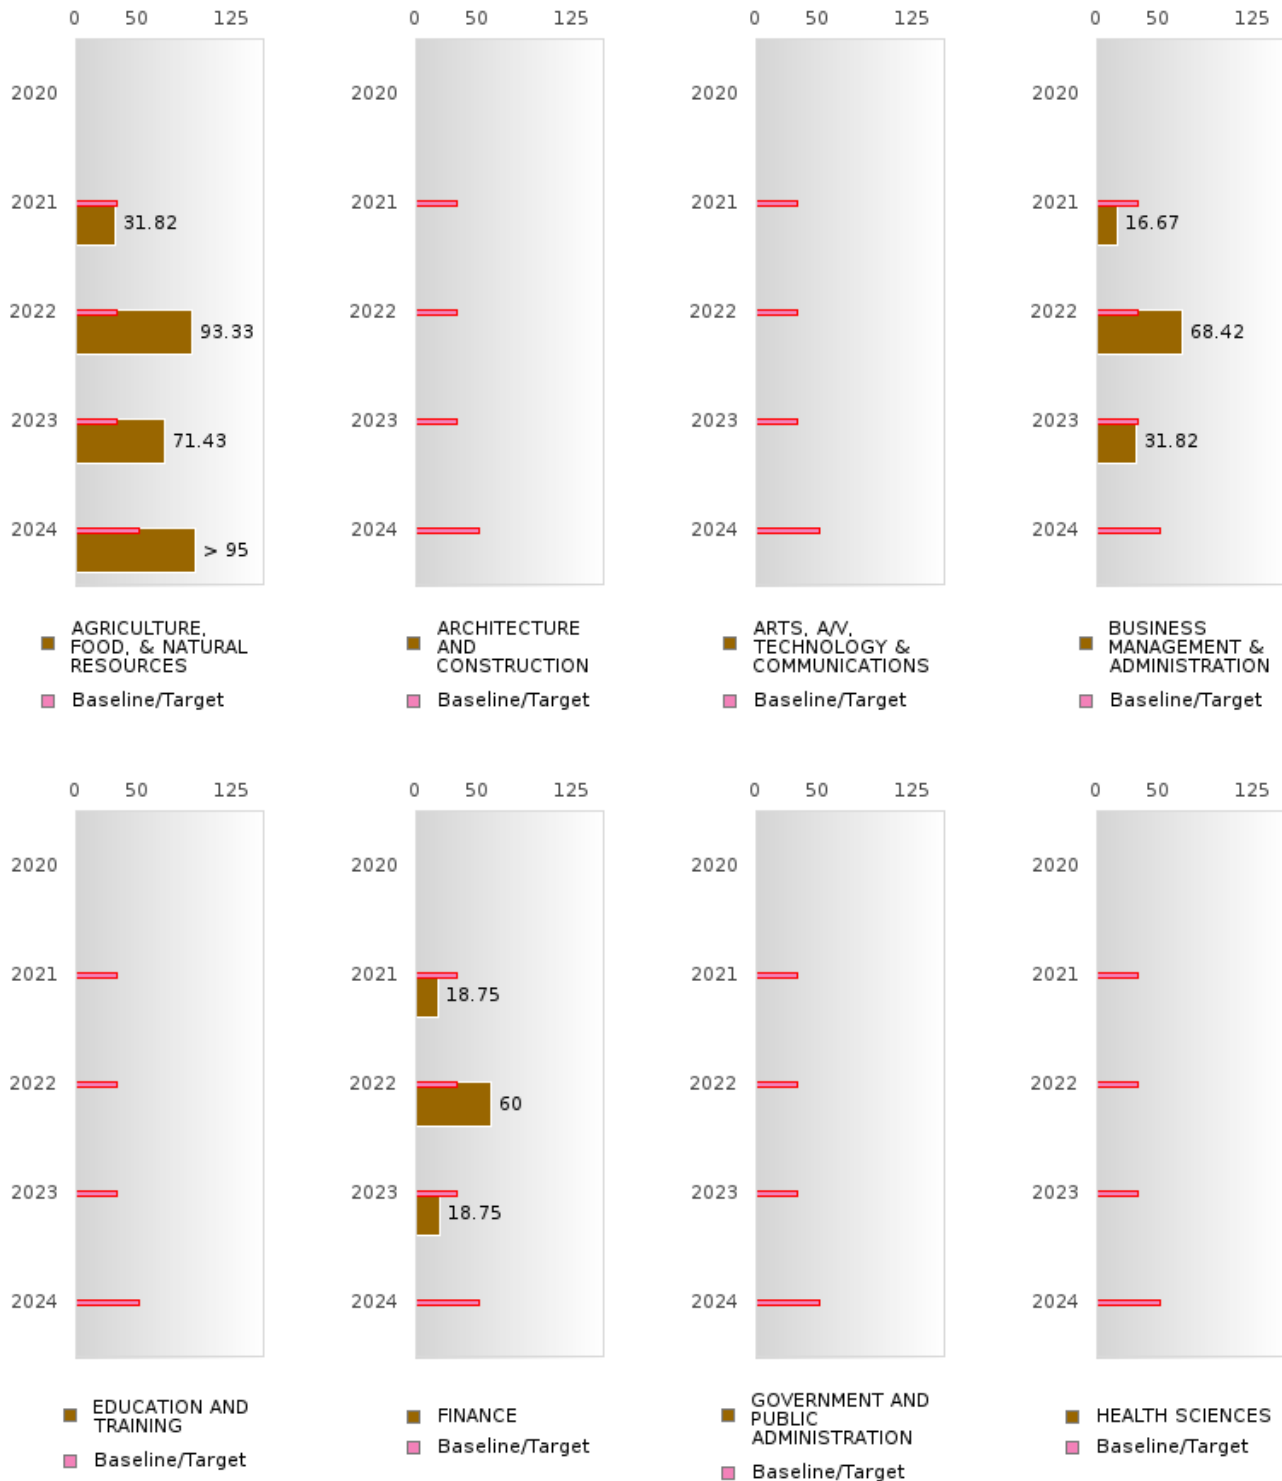 0 50 125
0 50 125
0 50 125
0 50 125
2020
2020
2020
2020
2021
31.82
2021
2021
2021
16.67
2022
93.33
2022
2022
2022
68.42
2023
71.43
2023
2023
2023
31.82
2024
> 95
2024
2024
2024
AGRICULTURE,
FOOD, & NATURAL
RESOURCES
Baseline/Target
ARCHITECTURE
AND
CONSTRUCTION
Baseline/Target
ARTS, A/V,
TECHNOLOGY &
COMMUNICATIONS
Baseline/Target
BUSINESS
MANAGEMENT &
ADMINISTRATION
Baseline/Target
0 50 125
0 50 125
0 50 125
0 50 125
2020
2020
2020
2020
2021
2021
18.75
2021
2021
2022
2022
60
2022
2022
2023
2023
18.75
2023
2023
2024
2024
2024
2024
EDUCATION AND
TRAINING
Baseline/Target
FINANCE
Baseline/Target
GOVERNMENT AND
PUBLIC
ADMINISTRATION
Baseline/Target
HEALTH SCIENCES
Baseline/Target